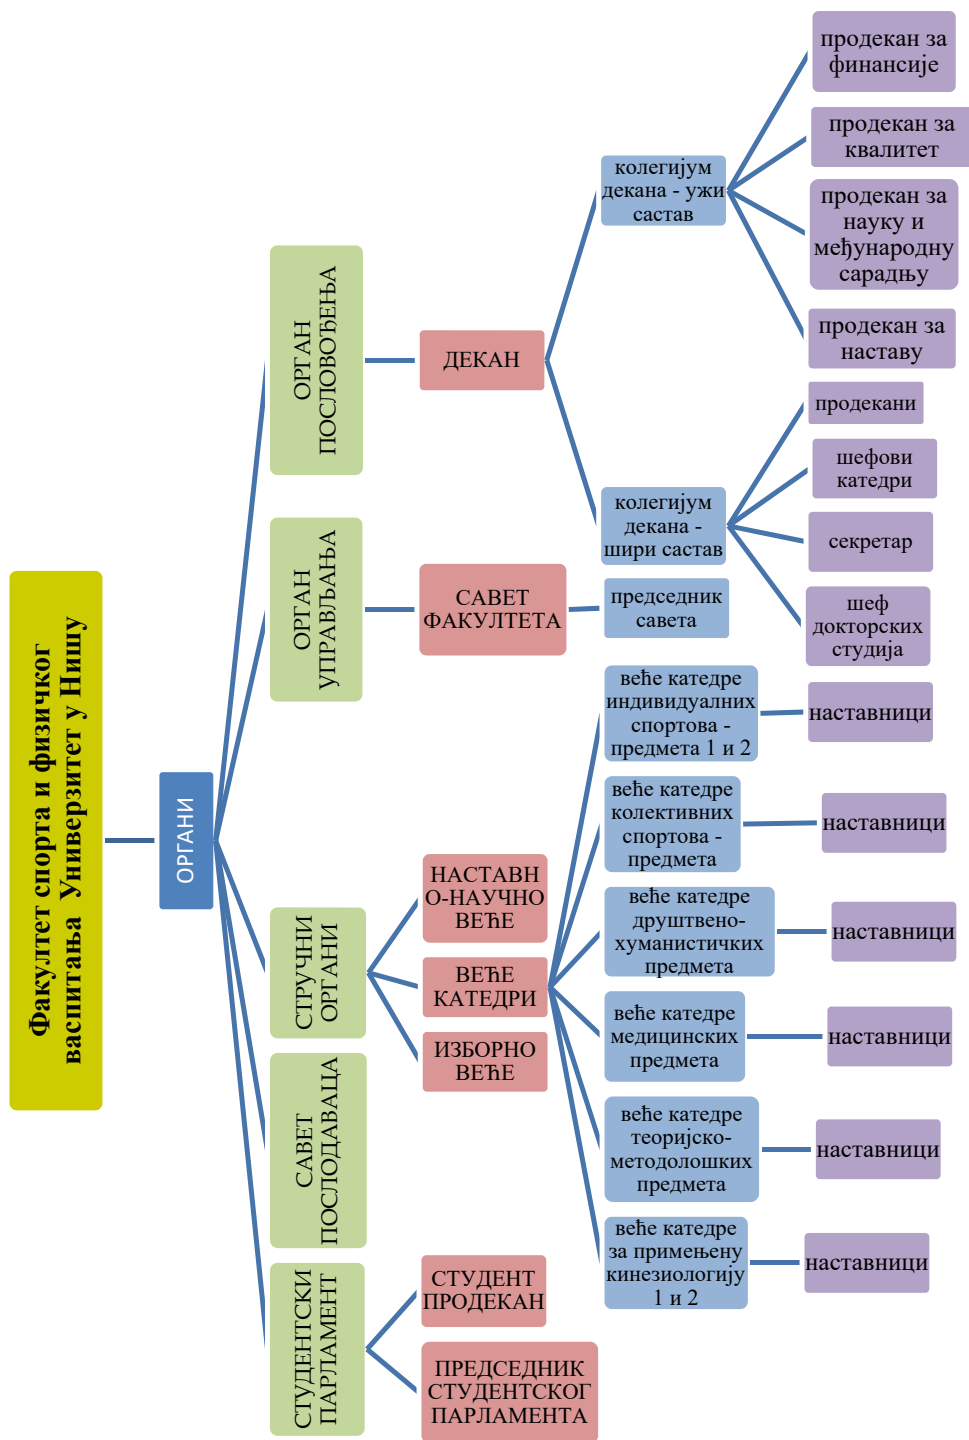 Факултет спорта и физичког
васпитања Универзитет у Нишу
ОРГАНИ
ОРГАН
ПОСЛОВОЂЕЊА
ДЕКАН
колегијум
декана - ужи
састав
продекан за
финансије
продекан за
квалитет
продекан за
науку и
међународну
сарадњу
продекан за
наставу
колегијум
декана -
шири састав
продекани
шефови
катедри
секретар
шеф
докторских
студија
ОРГАН
УПРАВЉАЊА
САВЕТ
ФАКУЛТЕТА
председник
савета
СТРУЧНИ
ОРГАНИ
НАСТАВН
О-НАУЧНО
ВЕЋЕ
ВЕЋЕ
КАТЕДРИ
веће катедре
индивидуалних
спортова -
предмета 1 и 2
наставници
веће катедре
колективних
спортова -
предмета
наставници
веће катедре
друштвено-
хуманистичких
предмета
наставници
веће катедре
медицинских
предмета
наставници
веће катедре
теоријско-
методолошких
предмета
наставници
веће катедре
за примењену
кинезиологију
1 и 2
наставници
ИЗБОРНО
ВЕЋЕ
САВЕТ
ПОСЛОДАВАЦА
СТУДЕНТСКИ
ПАРЛАМЕНТ
СТУДЕНТ
ПРОДЕКАН
ПРЕДСЕДНИК
СТУДЕНТСКОГ
ПАРЛАМЕНТА